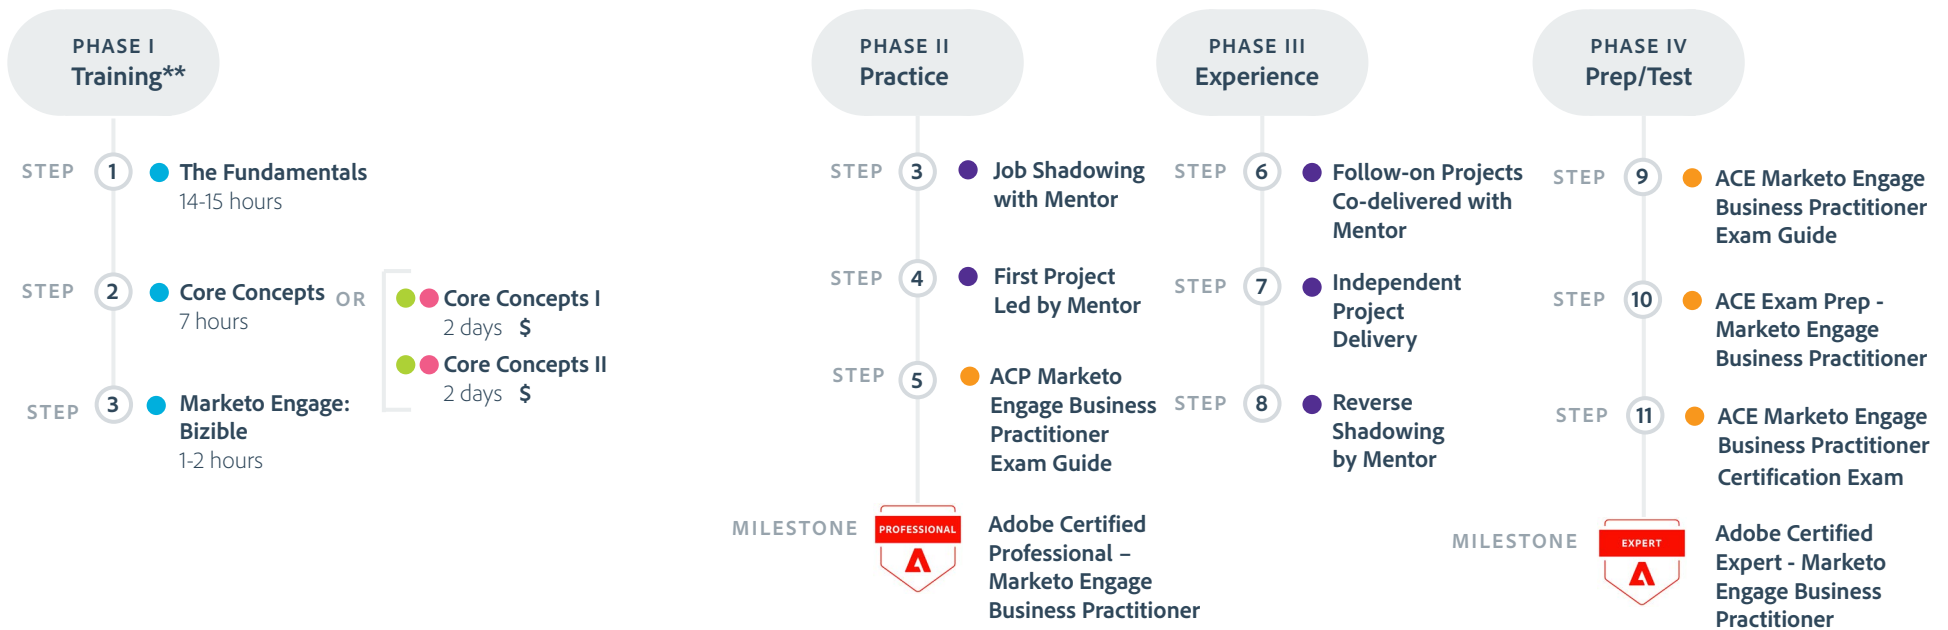 PHASE I
Training**
STEP 1 The Fundamentals
14-15 hours
STEP 2 Core Concepts
7 hours
OR
Core Concepts I
2 days $
Core Concepts II
2 days $
STEP 3 Marketo Engage:
Bizible
1-2 hours
PHASE II
Practice
STEP 3 Job Shadowing
with Mentor
STEP 4 First Project
Led by Mentor
STEP 5 ACP Marketo
Engage Business
Practitioner
Exam Guide
MILESTONE
PROFESSIONAL
Adobe Certified
Professional –
Marketo Engage
Business Practitioner
PHASE III
Experience
STEP 6 Follow-on Projects
Co-delivered with
Mentor
STEP 7 Independent
Project
Delivery
STEP 8 Reverse
Shadowing
by Mentor
PHASE IV
Prep/Test
STEP 9 ACE Marketo Engage
Business Practitioner
Exam Guide
STEP 10 ACE Exam Prep -
Marketo Engage
Business Practitioner
STEP 11 ACE Marketo Engage
Business Practitioner
Certification Exam
MILESTONE
EXPERT
Adobe Certified
Expert - Marketo
Engage Business
Practitioner